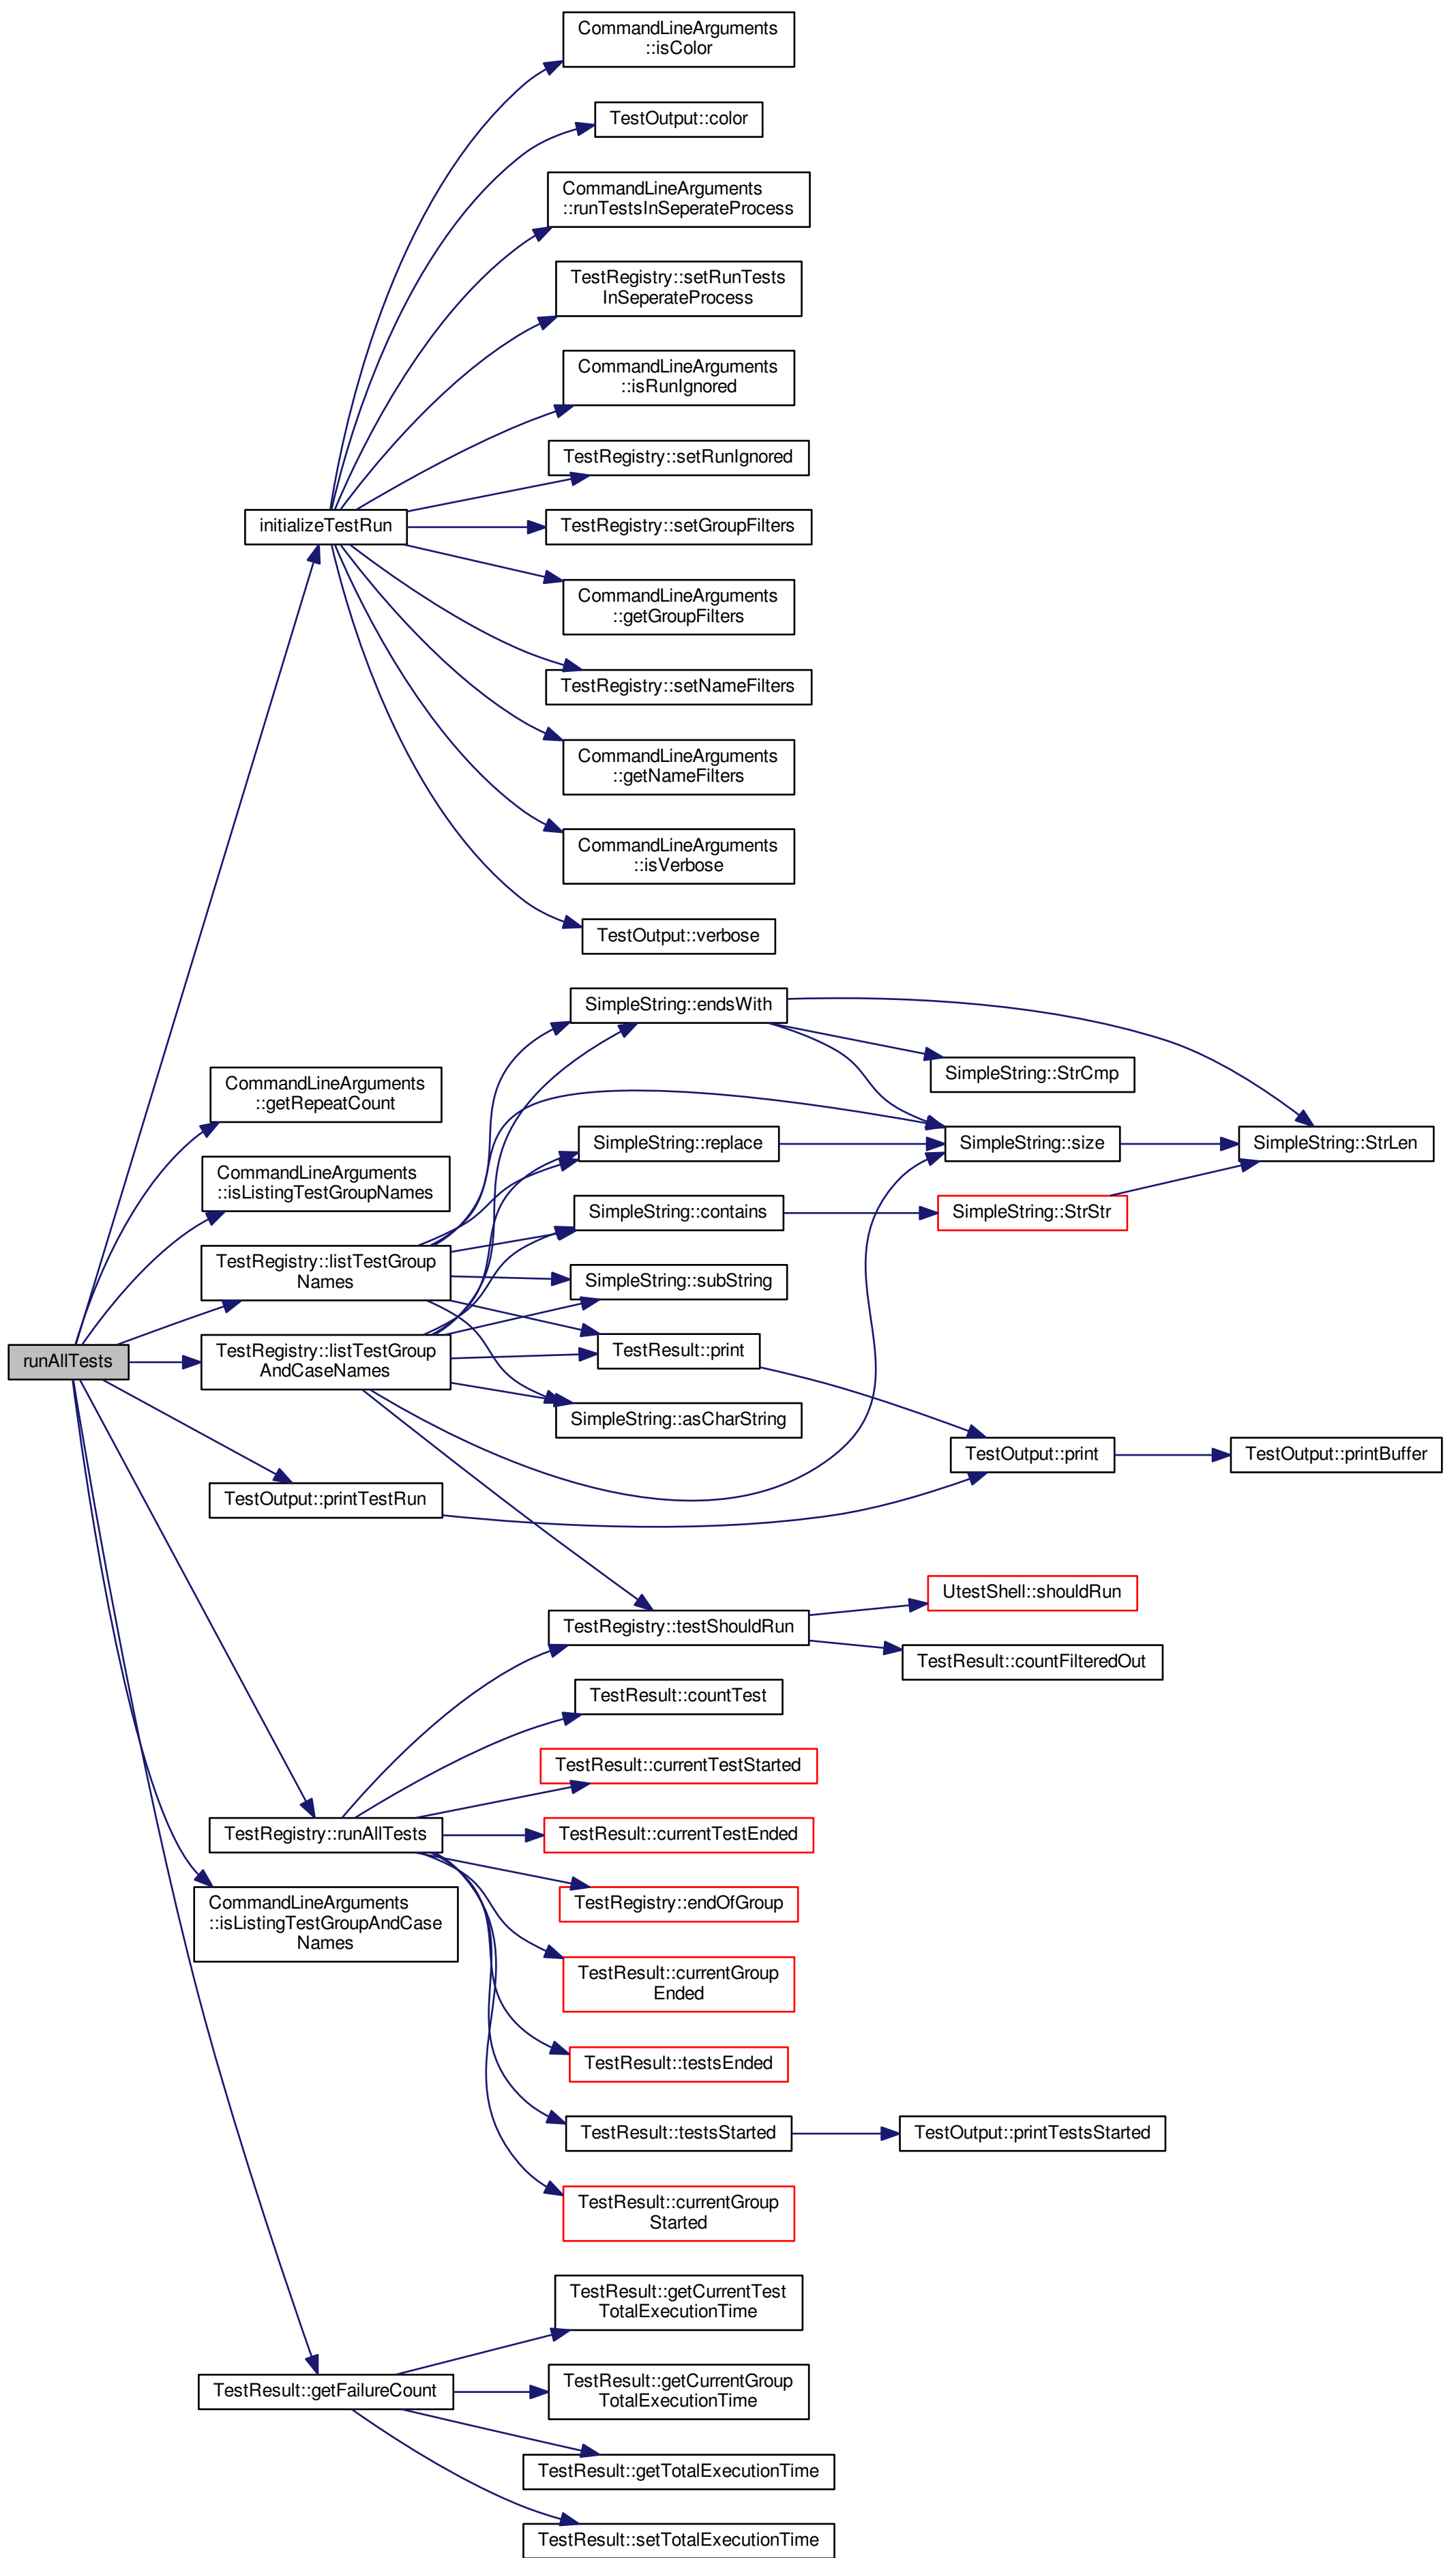 CommandLineArguments
::isColor
TestOutput::color
CommandLineArguments
::runTestsInSeperateProcess
TestRegistry::setRunTests
InSeperateProcess
CommandLineArguments
::isRunIgnored
TestRegistry::setRunIgnored
initializeTestRun
TestRegistry::setGroupFilters
CommandLineArguments
::getGroupFilters
TestRegistry::setNameFilters
CommandLineArguments
::getNameFilters
CommandLineArguments
::isVerbose
TestOutput::verbose
SimpleString::endsWith
SimpleString::StrCmp
CommandLineArguments
::getRepeatCount
SimpleString::replace
SimpleString::size
SimpleString::StrLen
CommandLineArguments
::isListingTestGroupNames
SimpleString::contains
SimpleString::StrStr
TestRegistry::listTestGroup
Names
SimpleString::subString
runAllTests
TestRegistry::listTestGroup
AndCaseNames
TestResult::print
SimpleString::asCharString
TestOutput::print
TestOutput::printBuffer
TestOutput::printTestRun
UtestShell::shouldRun
TestRegistry::testShouldRun
TestResult::countFilteredOut
TestResult::countTest
TestResult::currentTestStarted
TestRegistry::runAllTests
TestResult::currentTestEnded
TestRegistry::endOfGroup
CommandLineArguments
::isListingTestGroupAndCase
Names
TestResult::currentGroup
Ended
TestResult::testsEnded
TestResult::testsStarted
TestOutput::printTestsStarted
TestResult::currentGroup
Started
TestResult::getCurrentTest
TotalExecutionTime
TestResult::getFailureCount
TestResult::getCurrentGroup
TotalExecutionTime
TestResult::getTotalExecutionTime
TestResult::setTotalExecutionTime